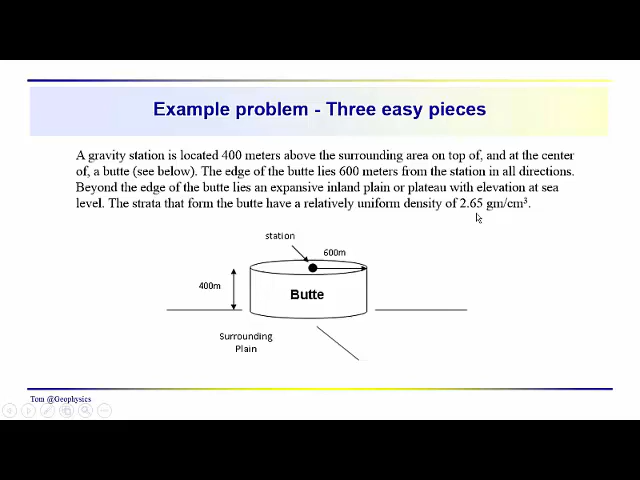 Example problem - Three easy pieces
A gravity station is located 400 meters above the surrounding area on top of, and at the center
of, a butte (see below). The edge of the butte lies 600 meters from the station in all directions.
Beyond the edge of the butte lies an expansive inland plain or plateau with elevation at sea
level. The strata that form the butte have a relatively uniform density of 2.65 gm/cm³.
station
600m
400m
Butte
Surrounding
Plain
Tom @Geophysics